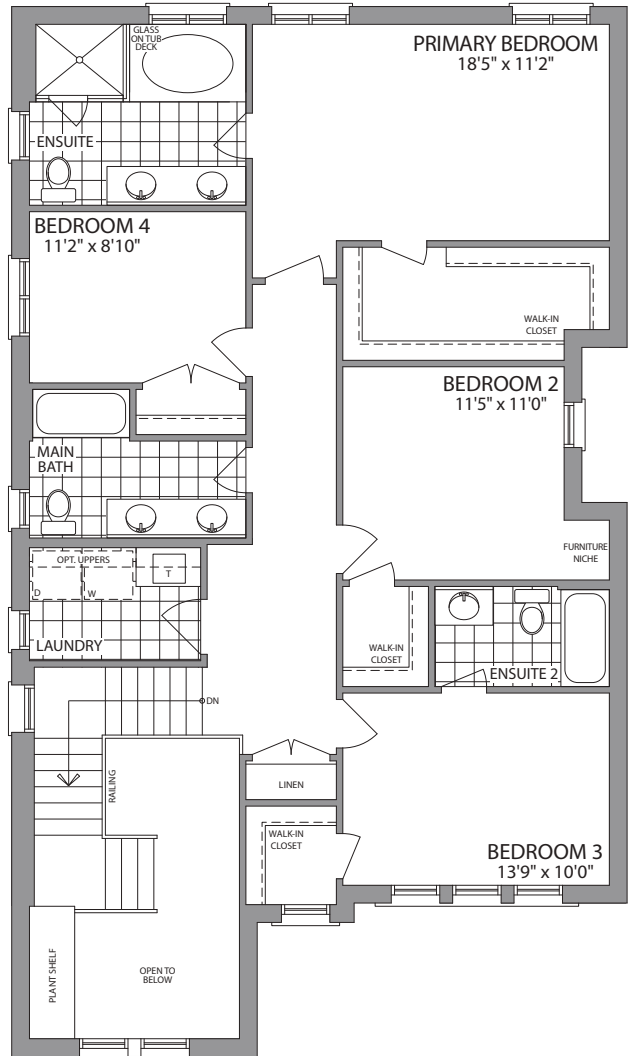 GLASS
ON TUB
DECK
PRIMARY BEDROOM
18'5" x 11'2"
ENSUITE
BEDROOM 4
11'2" x 8'10"
WALK-IN
CLOSET
BEDROOM 2
11'5" x 11'0"
MAIN
BATH
FURNITURE
NICHE
OPT. UPPERS
T
D
W
LAUNDRY
WALK-IN
CLOSET
ENSUITE 2
DN
RAILING
LINEN
WALK-IN
CLOSET
BEDROOM 3
13'9" x 10'0"
PLANT SHELF
OPEN TO
BELOW